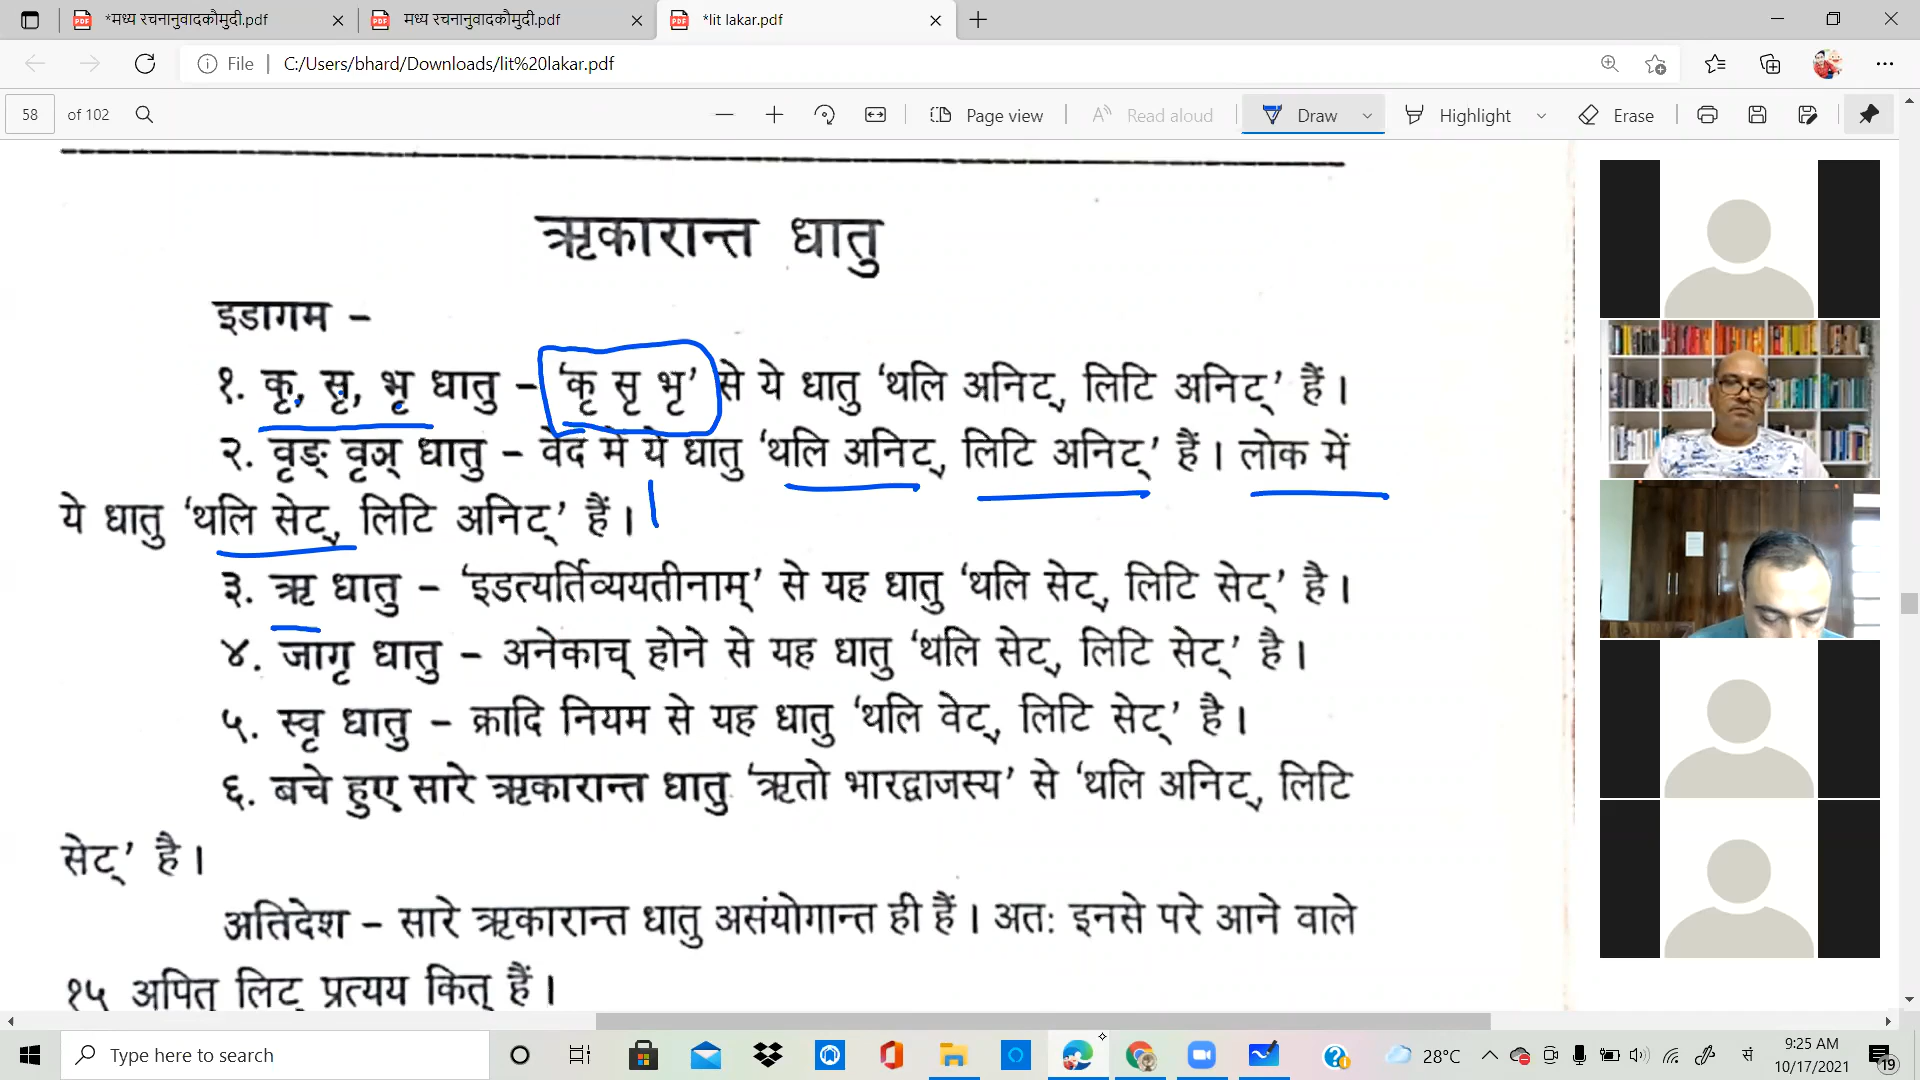 *मध्य रचनानुवादकौमुदी.pdf
मध्य रचनानुवादकौमुदी.pdf
*lit lakar.pdf
File
C:/Users/bhard/Downloads/lit%20lakar.pdf
58 of 102
Page view
Read aloud
Draw
Highlight
Erase
ऋकारान्त धातु
इडागम –
१. कृ, सृ, भृ धातु – 'कृ सृ भृ' से ये धातु 'थलि अनिट्, लिटि अनिट्' हैं।
२. वृङ् वृञ् धातु – वेद में ये धातु 'थलि अनिट्, लिटि अनिट्' हैं। लोक में
ये धातु 'थलि सेट्, लिटि अनिट्' हैं।
३. ऋ धातु – 'इडत्यर्तिव्ययतीनाम्' से यह धातु 'थलि सेट्, लिटि सेट्' है।
४. जागृ धातु – अनेकाच् होने से यह धातु 'थलि सेट्, लिटि सेट्' है।
५. स्वृ धातु – क्रादि नियम से यह धातु 'थलि वेट्, लिटि सेट्' है।
६. बचे हुए सारे ऋकारान्त धातु 'ऋतो भारद्वाजस्य' से 'थलि अनिट्, लिटि
सेट्' है।
अतिदेश – सारे ऋकारान्त धातु असंयोगान्त ही हैं। अतः इनसे परे आने वाले
१५ अपित् लिट् प्रत्यय कित् हैं।
Type here to search
28°C
सं
9:25 AM
10/17/2021
19